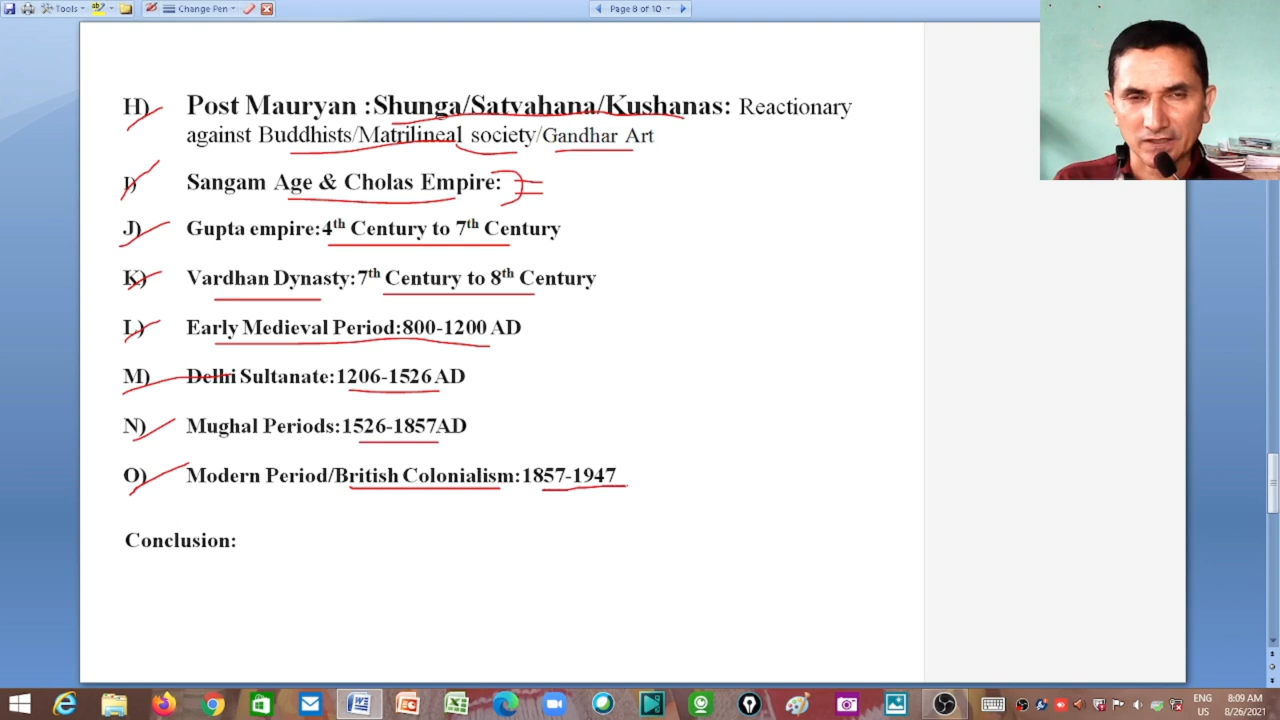 Tools
Change Pen
Page 8 of 10
H) Post Mauryan :Shunga/Satvahana/Kushanas: Reactionary
against Buddhists/Matrilineal society/Gandhar Art
I) Sangam Age & Cholas Empire:
J) Gupta empire:4th Century to 7th Century
K) Vardhan Dynasty:7th Century to 8th Century
L) Early Medieval Period:800-1200 AD
M) Delhi Sultanate:1206-1526 AD
N) Mughal Periods:1526-1857AD
O) Modern Period/British Colonialism:1857-1947
Conclusion:
ENG
US
8:09 AM
8/26/2021